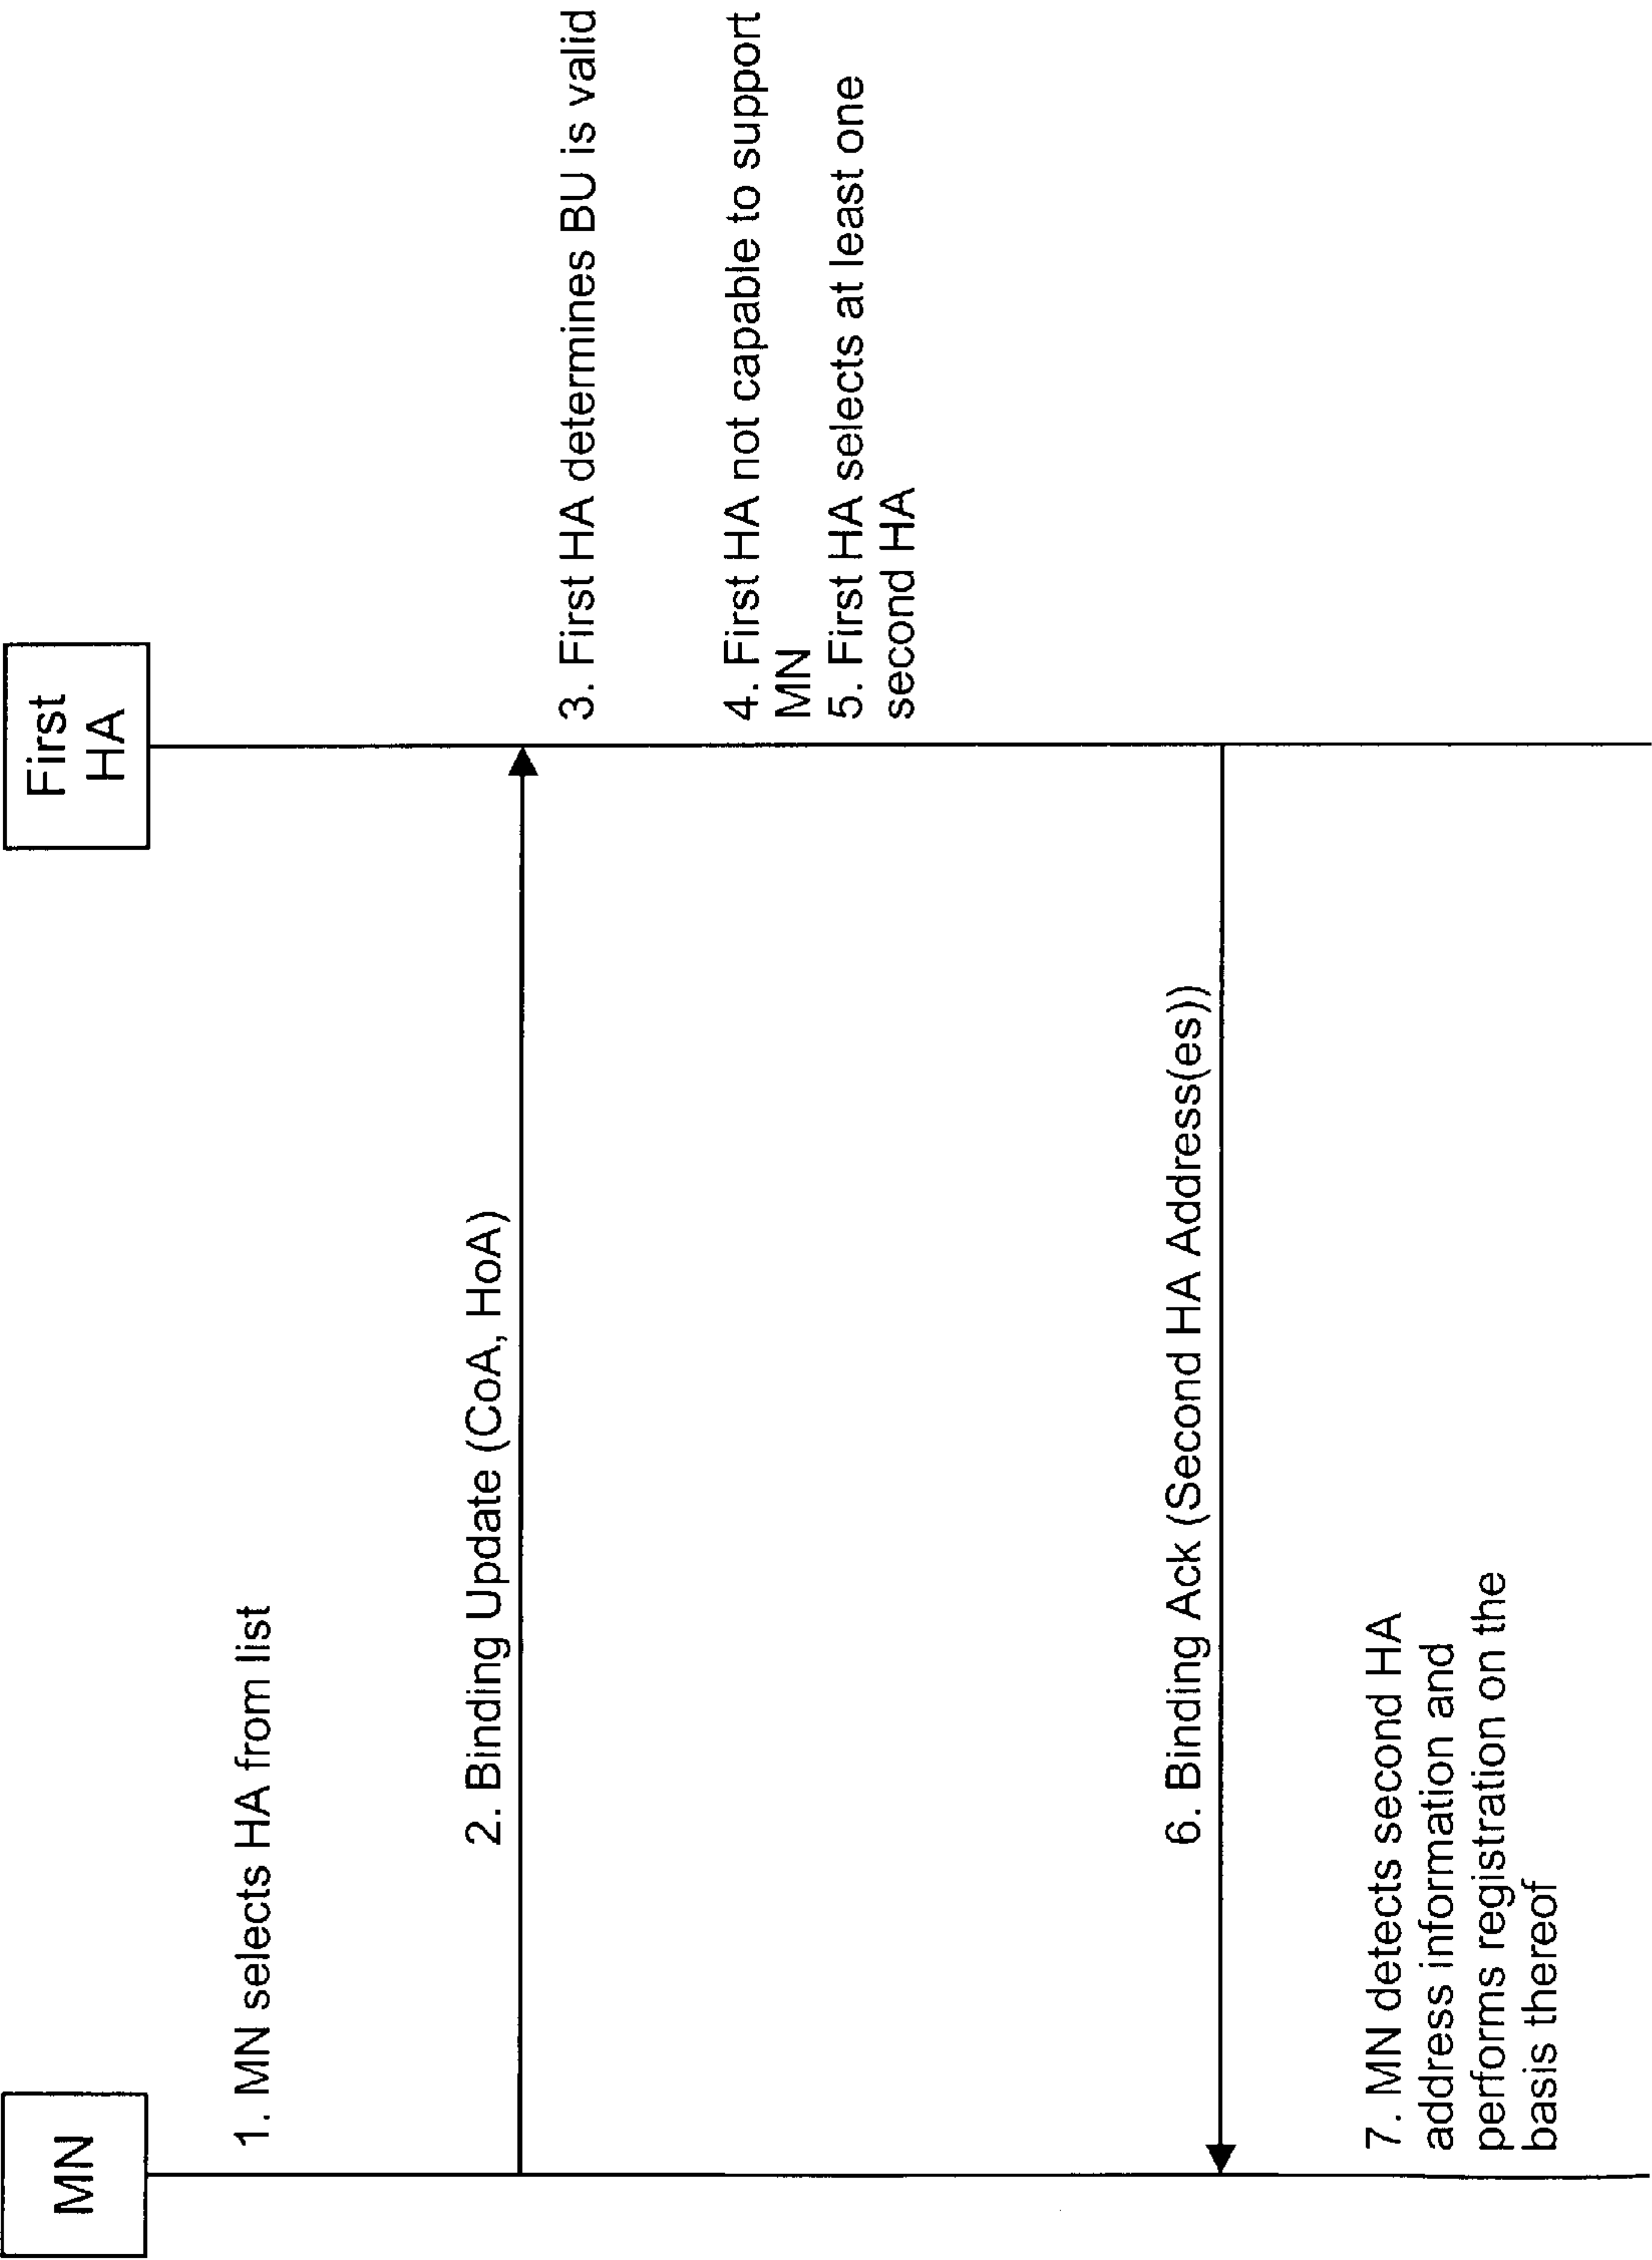 MN
First
HA
1. MN selects HA from list
2. Binding Update (CoA, HoA)
3. First HA determines BU is valid
4. First HA not capable to support
MN
5. First HA selects at least one
second HA
6. Binding Ack (Second HA Address(es))
7. MN detects second HA
address information and
performs registration on the
basis thereof